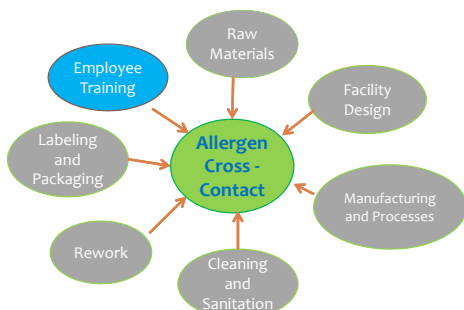 Raw
Materials
Employee
Training
Facility
Design
Allergen
Cross -
Contact
Labeling
and
Packaging
Manufacturing
and Processes
Rework
Cleaning
and
Sanitation